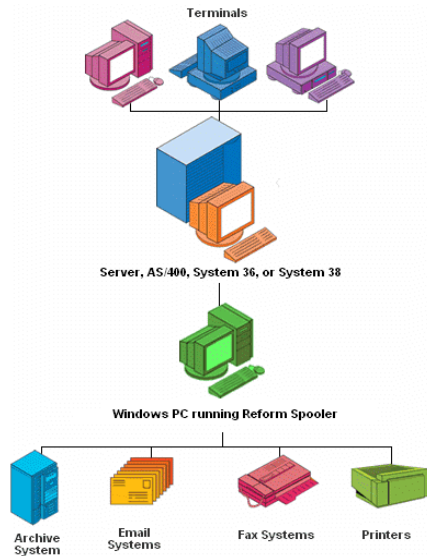 Terminals
Server, AS/400, System 36, or System 38
Windows PC running Reform Spooler
Archive
System
Email
Systems
Fax Systems
Printers